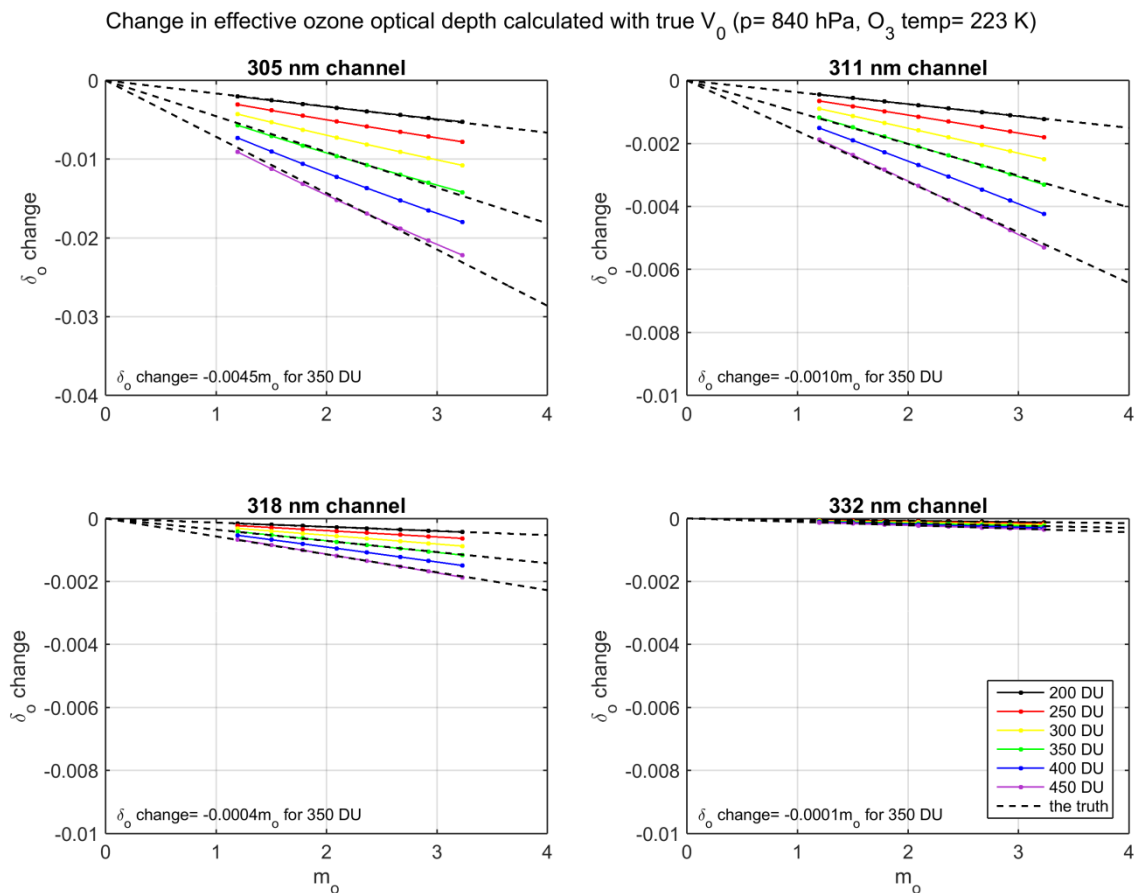 Change in effective ozone optical depth calculated with true V₀ (p= 840 hPa, O₃ temp= 223 K)
305 nm channel
0
-0.01
-0.02
-0.03
-0.04
δₒ change
δₒ change= -0.0045mₒ for 350 DU
0 1 2 3 4
311 nm channel
0
-0.002
-0.004
-0.006
-0.008
-0.01
δₒ change
δₒ change= -0.0010mₒ for 350 DU
0 1 2 3 4
318 nm channel
0
-0.002
-0.004
-0.006
-0.008
-0.01
δₒ change
δₒ change= -0.0004mₒ for 350 DU
0 1 2 3 4
mₒ
332 nm channel
0
-0.002
-0.004
-0.006
-0.008
-0.01
δₒ change
200 DU
250 DU
300 DU
350 DU
400 DU
450 DU
the truth
δₒ change= -0.0001mₒ for 350 DU
0 1 2 3 4
mₒ